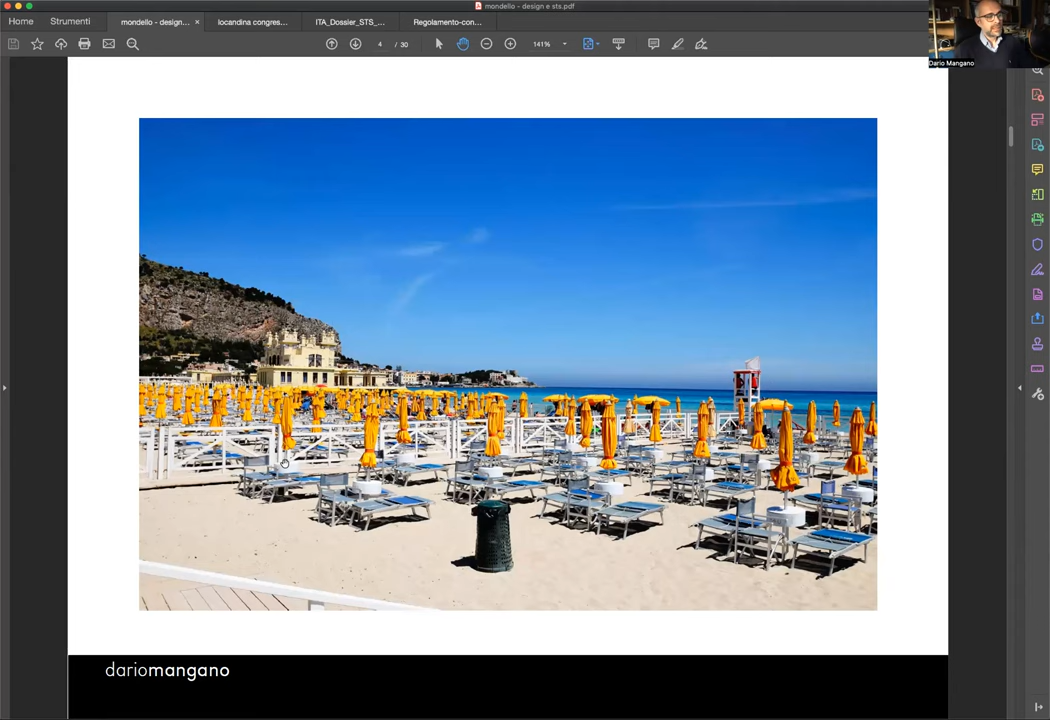 mondello - design e sts.pdf
Home
Strumenti
mondello - design...
×
locandina congres...
ITA_Dossier_STS_...
Regolamento-con...
4 / 30
141%
Dario Mangano
dariomangano